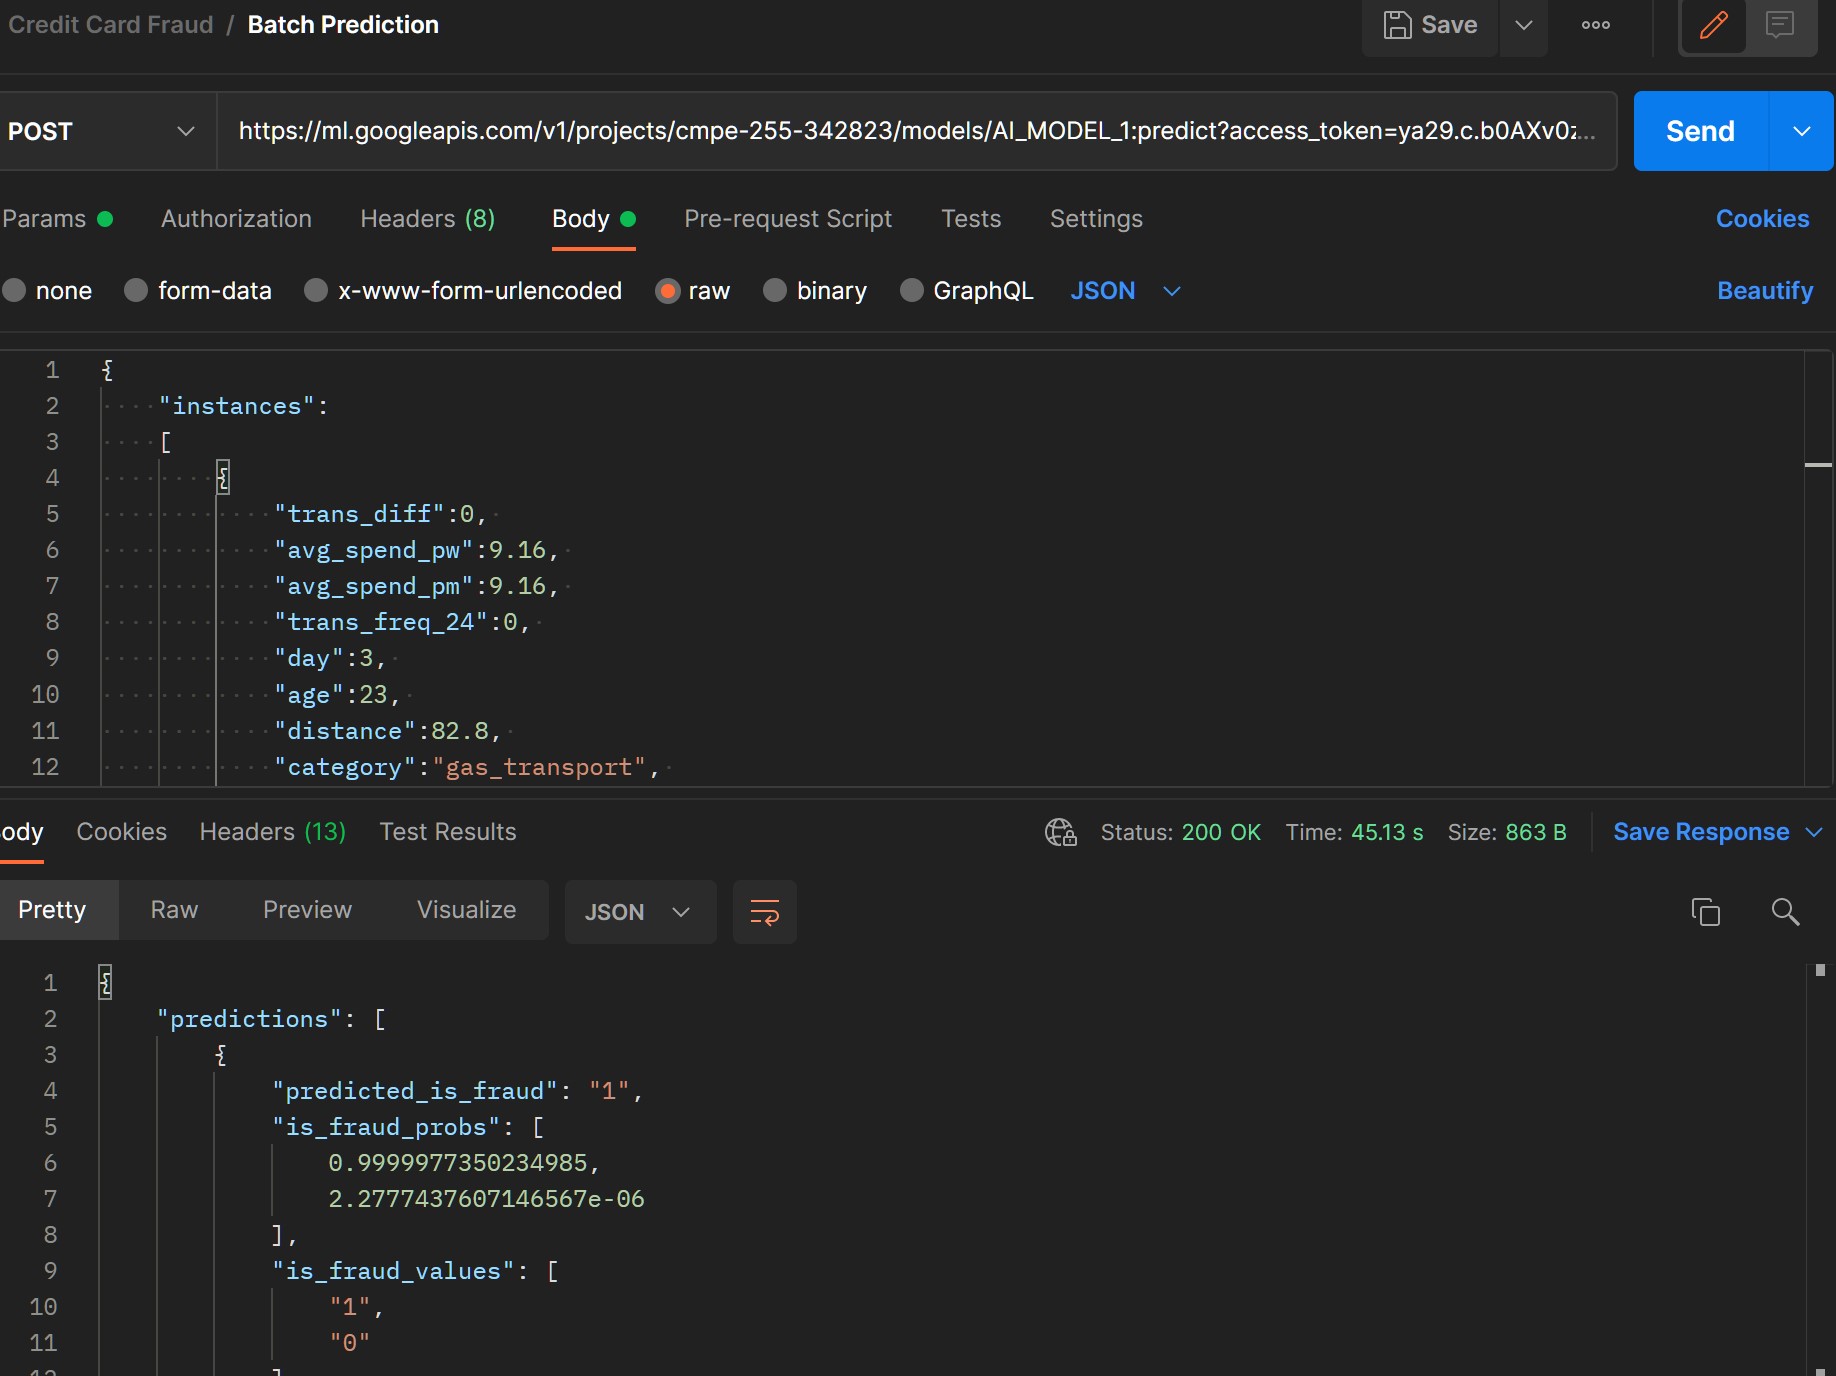 Credit Card Fraud / Batch Prediction
Save
POST
https://ml.googleapis.com/v1/projects/cmpe-255-342823/models/AI_MODEL_1:predict?access_token=ya29.c.b0AXv0z...
Send
Params Authorization Headers (8) Body Pre-request Script Tests Settings Cookies
none form-data x-www-form-urlencoded raw binary GraphQL JSON Beautify
1 {
2 "instances":
3 [
4 {
5 "trans_diff":0,
6 "avg_spend_pw":9.16,
7 "avg_spend_pm":9.16,
8 "trans_freq_24":0,
9 "day":3,
10 "age":23,
11 "distance":82.8,
12 "category":"gas_transport",
ody Cookies Headers (13) Test Results Status: 200 OK Time: 45.13 s Size: 863 B Save Response
Pretty Raw Preview Visualize JSON
1 {
2 "predictions": [
3 {
4 "predicted_is_fraud": "1",
5 "is_fraud_probs": [
6 0.9999977350234985,
7 2.2777437607146567e-06
8 ],
9 "is_fraud_values": [
10 "1",
11 "0"
12 ]